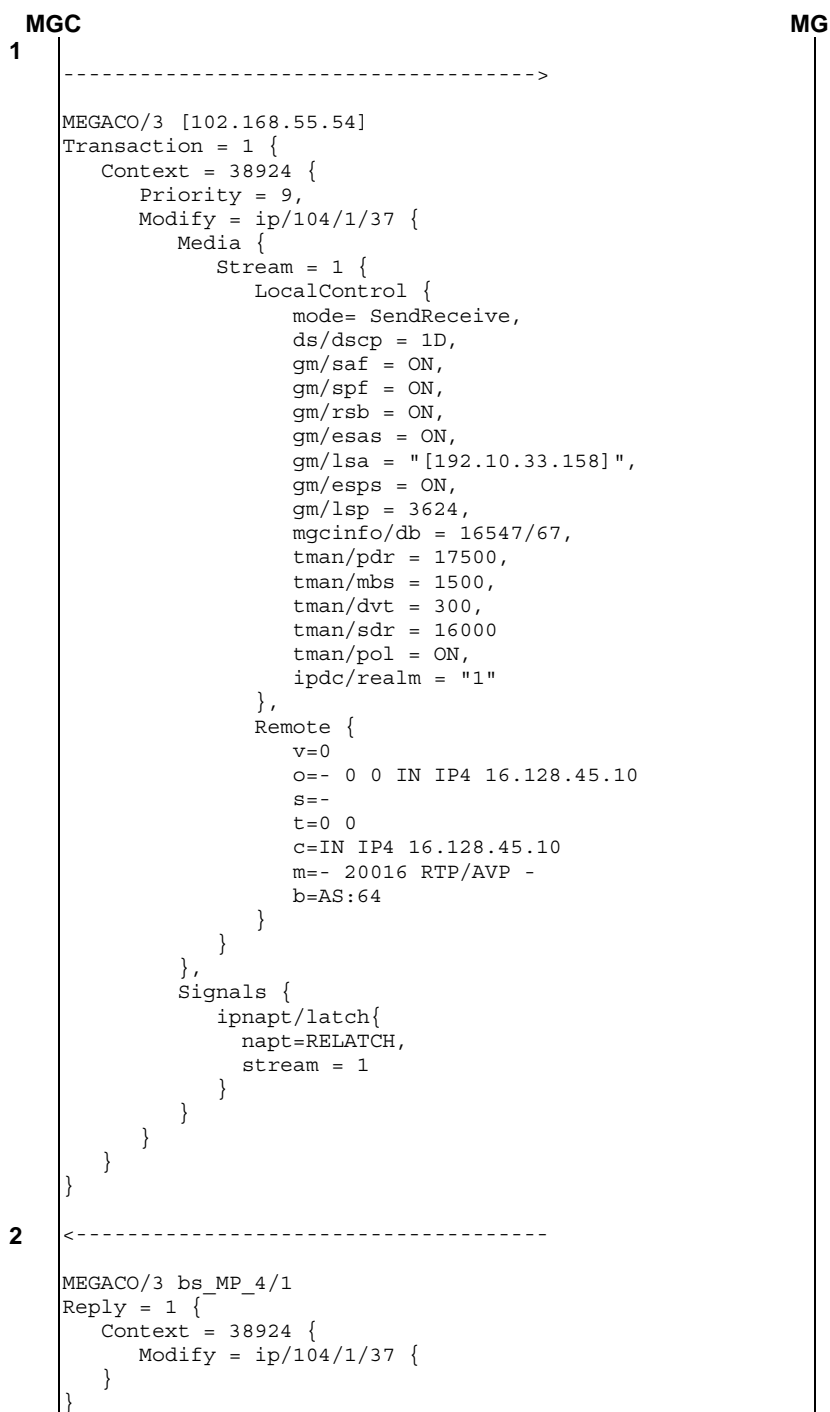 MGC MG
1
------------------------------------->
MEGACO/3 [102.168.55.54]
Transaction = 1 {
   Context = 38924 {
      Priority = 9,
      Modify = ip/104/1/37 {
         Media {
            Stream = 1 {
               LocalControl {
                  mode= SendReceive,
                  ds/dscp = 1D,
                  gm/saf = ON,
                  gm/spf = ON,
                  gm/rsb = ON,
                  gm/esas = ON,
                  gm/lsa = "[192.10.33.158]",
                  gm/esps = ON,
                  gm/lsp = 3624,
                  mgcinfo/db = 16547/67,
                  tman/pdr = 17500,
                  tman/mbs = 1500,
                  tman/dvt = 300,
                  tman/sdr = 16000
                  tman/pol = ON,
                  ipdc/realm = "1"
               },
               Remote {
                  v=0
                  o=- 0 0 IN IP4 16.128.45.10
                  s=-
                  t=0 0
                  c=IN IP4 16.128.45.10
                  m=- 20016 RTP/AVP -
                  b=AS:64
               }
            }
         },
         Signals {
            ipnapt/latch{
              napt=RELATCH,
              stream = 1
            }
         }
      }
   }
}
2 <-------------------------------------
MEGACO/3 bs_MP_4/1
Reply = 1 {
   Context = 38924 {
      Modify = ip/104/1/37 {
   }
}